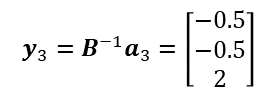 y₃ = B⁻¹a₃ = [−0.5
−0.5
2]